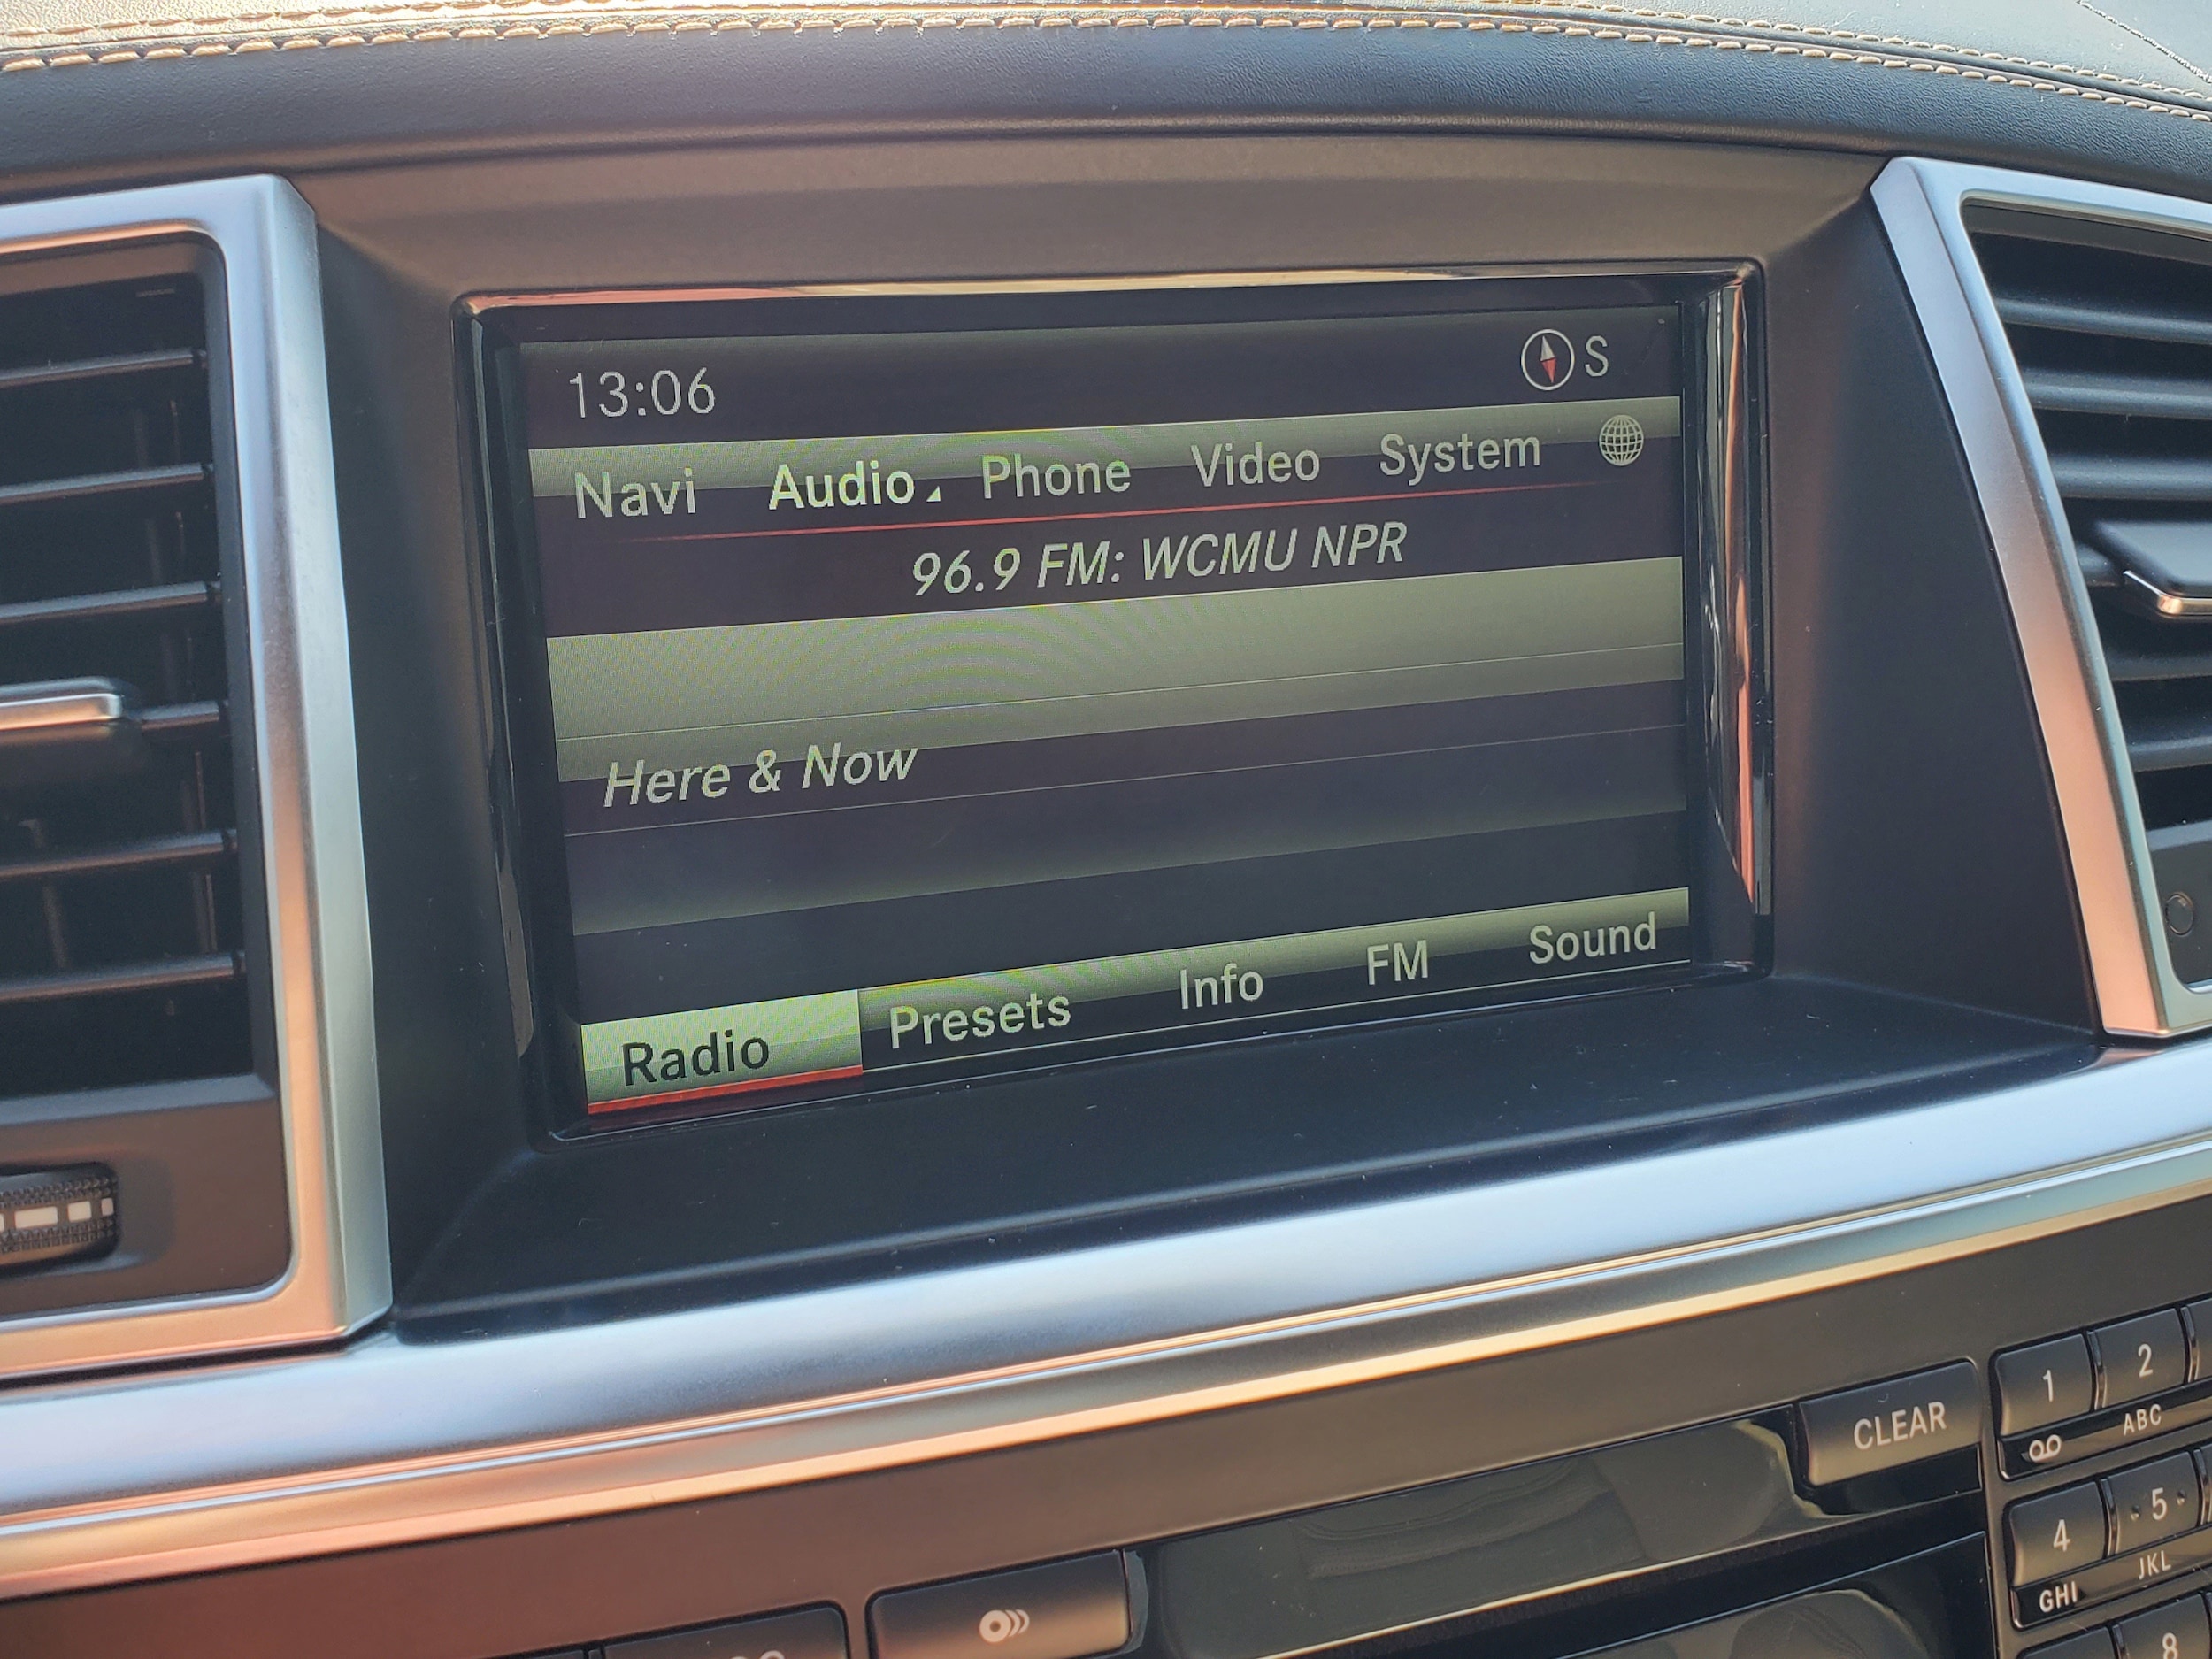 13:06 S
Navi Audio Phone Video System
96.9 FM: WCMU NPR
Here & Now
Radio Presets Info FM Sound
CLEAR
1 2
ABC
4 5
GHI JKL
8